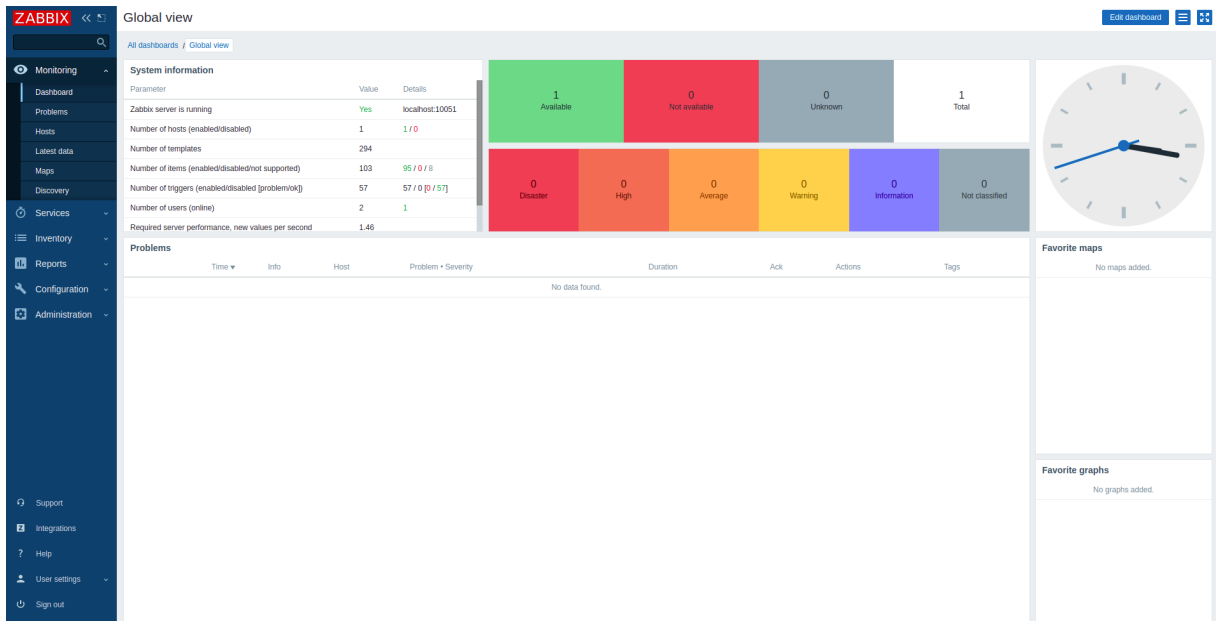 ZABBIX
Global view
Edit dashboard
All dashboards / Global view
Monitoring
Dashboard
Problems
Hosts
Latest data
Maps
Discovery
Services
Inventory
Reports
Configuration
Administration
Support
Z Integrations
? Help
User settings
Sign out
System information
Parameter Value Details
Zabbix server is running Yes localhost:10051
Number of hosts (enabled/disabled) 1 1 / 0
Number of templates 294
Number of items (enabled/disabled/not supported) 103 95 / 0 / 8
Number of triggers (enabled/disabled [problem/ok]) 57 57 / 0 [0 / 57]
Number of users (online) 2 1
Required server performance, new values per second 1.46
1 0 0 1
Available Not available Unknown Total
0 0 0 0 0 0
Disaster High Average Warning Information Not classified
Problems
Time Info Host Problem • Severity Duration Ack Actions Tags
No data found.
Favorite maps
No maps added.
Favorite graphs
No graphs added.